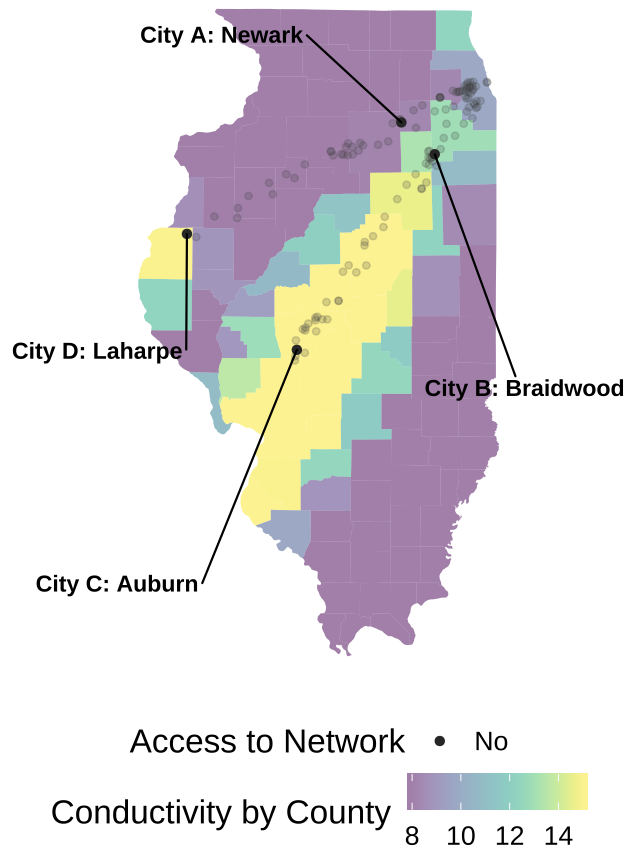 City A: Newark
City D: Laharpe
City B: Braidwood
City C: Auburn
Access to Network
No
Conductivity by County
8 10 12 14